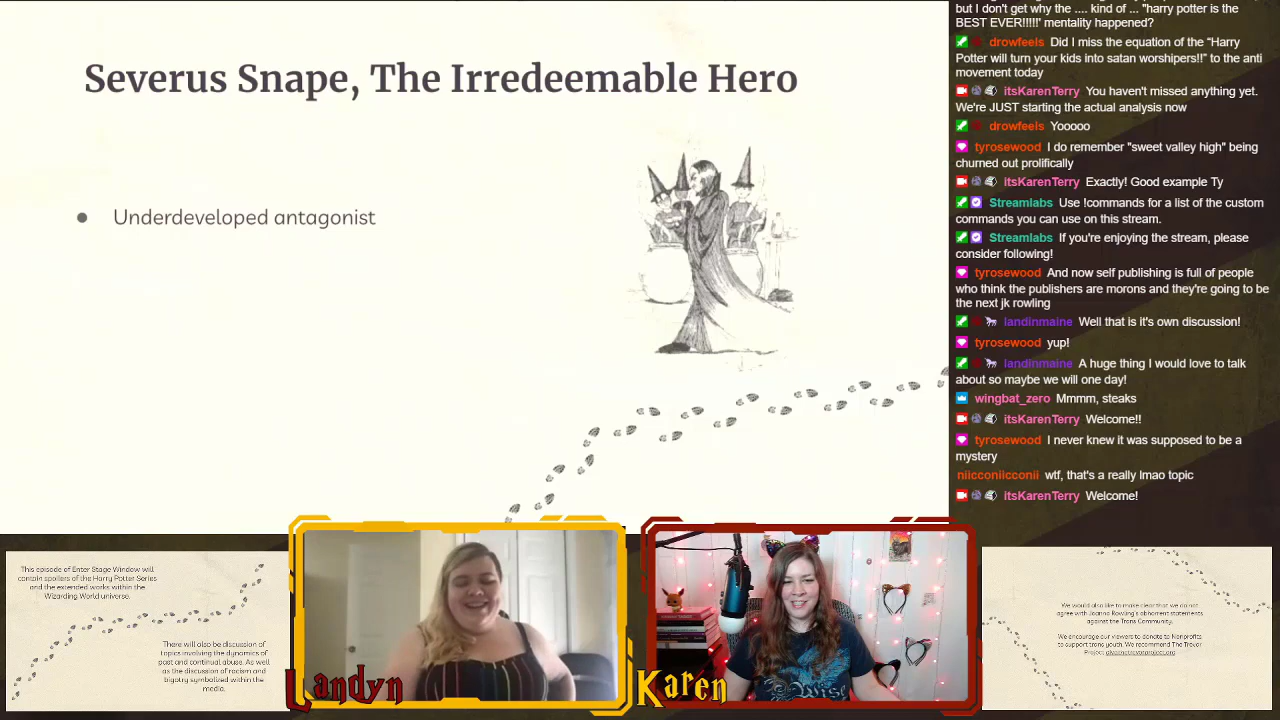 Severus Snape, The Irredeemable Hero
● Underdeveloped antagonist
but I don't get why the .... kind of ... "harry potter is the
BEST EVER!!!!!' mentality happened?
drowfeels Did I miss the equation of the “Harry
Potter will turn your kids into satan worshipers!!” to the anti
movement today
itsKarenTerry You haven't missed anything yet.
We're JUST starting the actual analysis now
drowfeels Yooooo
tyrosewood I do remember "sweet valley high" being
churned out prolifically
itsKarenTerry Exactly! Good example Ty
Streamlabs Use !commands for a list of the custom
commands you can use on this stream.
Streamlabs If you're enjoying the stream, please
consider following!
tyrosewood And now self publishing is full of people
who think the publishers are morons and they're going to be
the next jk rowling
landinmaine Well that is it's own discussion!
tyrosewood yup!
landinmaine A huge thing I would love to talk
about so maybe we will one day!
wingbat_zero Mmmm, steaks
itsKarenTerry Welcome!!
tyrosewood I never knew it was supposed to be a
mystery
niicconiicconii wtf, that's a really lmao topic
itsKarenTerry Welcome!
This episode of Enter Stage Window will
contain spoilers of the Harry Potter Series
and the extended works within the
Wizarding World universe.
There will also be discussion of
topics involving the dynamics of
past and continual abuse. As well
as the discussion of racism and
bigotry symbolized within the
media.
Landyn
Karen
We would also like to make clear that we do not
agree with Joanne Rowling's abhorrent statements
against the Trans Community.
We encourage our viewers to donate to Nonprofits
to support trans youth. We recommend The Trevor
Project